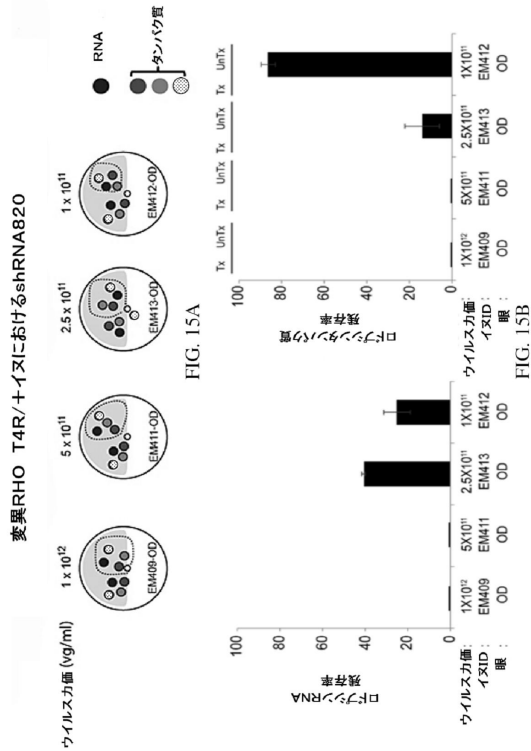 変異RHO T4R/+イヌにおけるshRNA820
ウイルス力価 (vg/ml)
1 x 10¹²
5 x 10¹¹
2.5 x 10¹¹
1 x 10¹¹
EM409-OD
EM411-OD
EM413-OD
EM412-OD
RNA
タンパク質
FIG. 15A
ロドプシンRNA
残存率
100
80
60
40
20
0
ウイルス力価:
1X10¹²
5X10¹¹
2.5X10¹¹
1X10¹¹
イヌID:
EM409
EM411
EM413
EM412
眼:
OD
OD
OD
OD
ロドプシンタンパク質
残存率
100
80
60
40
20
0
Tx UnTx
Tx UnTx
Tx UnTx
Tx UnTx
ウイルス力価:
1X10¹²
5X10¹¹
2.5X10¹¹
1X10¹¹
イヌID:
EM409
EM411
EM413
EM412
眼:
OD
OD
OD
OD
FIG. 15B